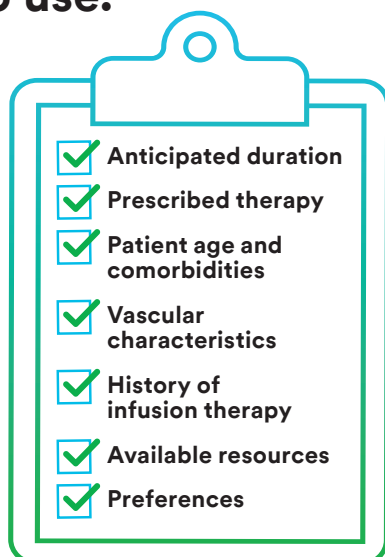 use.
Anticipated duration
Prescribed therapy
Patient age and
comorbidities
Vascular
characteristics
History of
infusion therapy
Available resources
Preferences